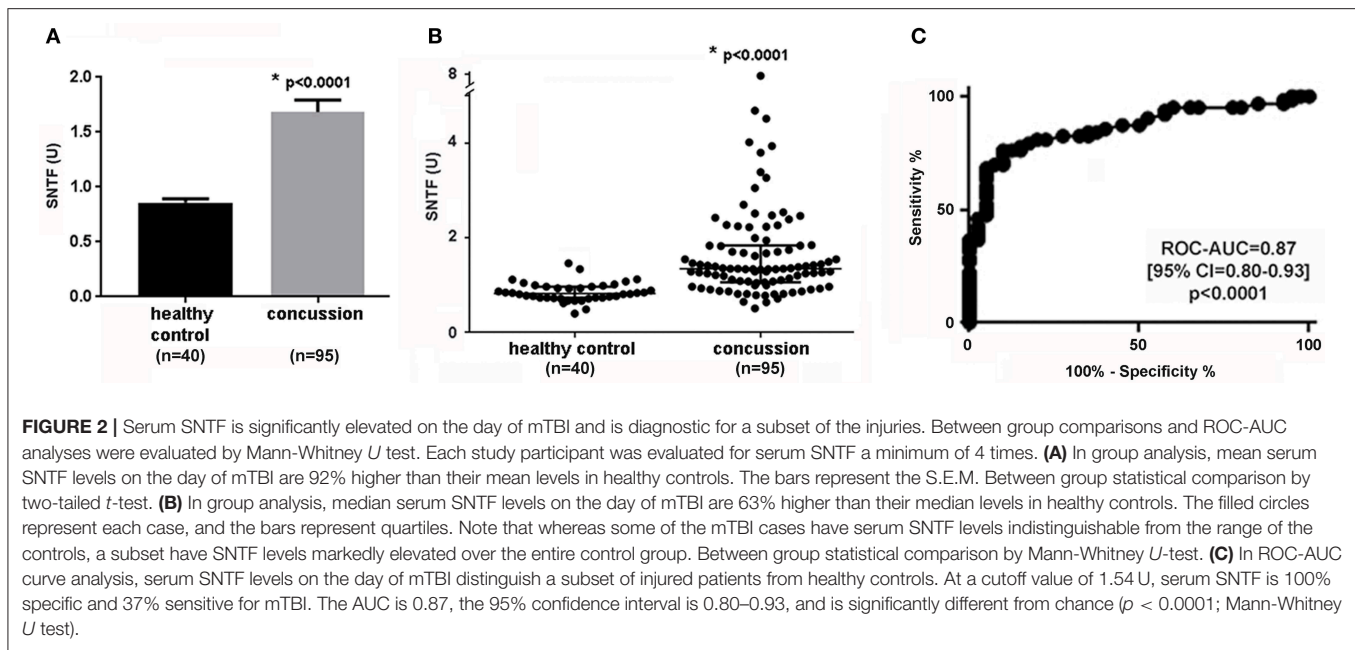 A
2.0
1.5
1.0
0.5
0.0
SNTF (U)
* p<0.0001
healthy
control
(n=40)
concussion
(n=95)
B
8
4
2
0
SNTF (U)
* p<0.0001
healthy control
(n=40)
concussion
(n=95)
C
100
50
0
Sensitivity %
ROC-AUC=0.87
[95% CI=0.80-0.93]
p<0.0001
0 50 100
100% - Specificity %
FIGURE 2 | Serum SNTF is significantly elevated on the day of mTBI and is diagnostic for a subset of the injuries. Between group comparisons and ROC-AUC
analyses were evaluated by Mann-Whitney U test. Each study participant was evaluated for serum SNTF a minimum of 4 times. (A) In group analysis, mean serum
SNTF levels on the day of mTBI are 92% higher than their mean levels in healthy controls. The bars represent the S.E.M. Between group statistical comparison by
two-tailed t-test. (B) In group analysis, median serum SNTF levels on the day of mTBI are 63% higher than their median levels in healthy controls. The filled circles
represent each case, and the bars represent quartiles. Note that whereas some of the mTBI cases have serum SNTF levels indistinguishable from the range of the
controls, a subset have SNTF levels markedly elevated over the entire control group. Between group statistical comparison by Mann-Whitney U-test. (C) In ROC-AUC
curve analysis, serum SNTF levels on the day of mTBI distinguish a subset of injured patients from healthy controls. At a cutoff value of 1.54 U, serum SNTF is 100%
specific and 37% sensitive for mTBI. The AUC is 0.87, the 95% confidence interval is 0.80–0.93, and is significantly different from chance (p < 0.0001; Mann-Whitney
U test).